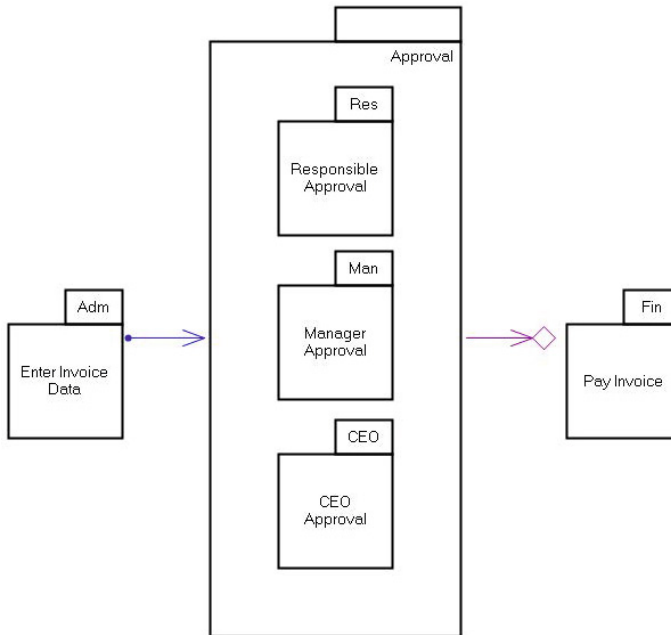 Approval
Res
Responsible
Approval
Man
Manager
Approval
CEO
CEO
Approval
Adm
Enter Invoice
Data
Fin
Pay Invoice